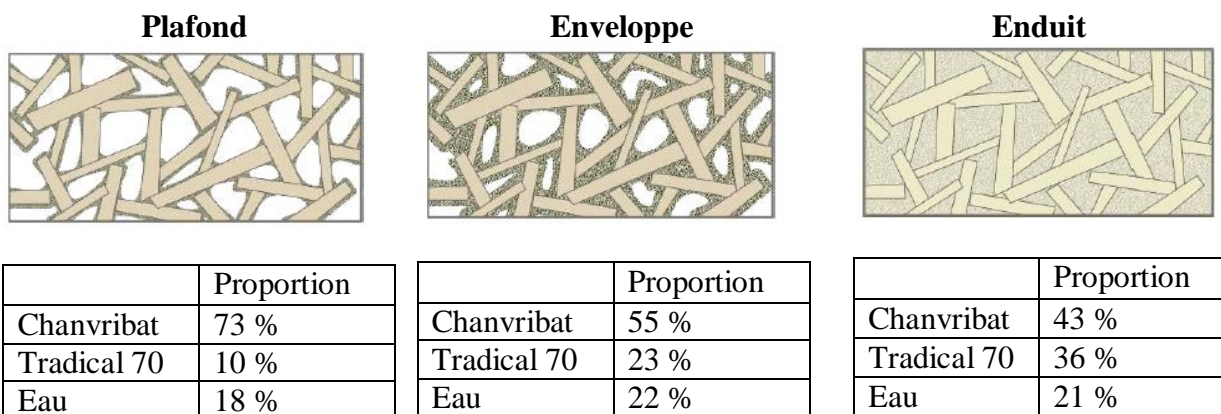 Plafond
Enveloppe
Enduit
Proportion
Chanvribat 73 %
Tradical 70 10 %
Eau 18 %
Proportion
Chanvribat 55 %
Tradical 70 23 %
Eau 22 %
Proportion
Chanvribat 43 %
Tradical 70 36 %
Eau 21 %